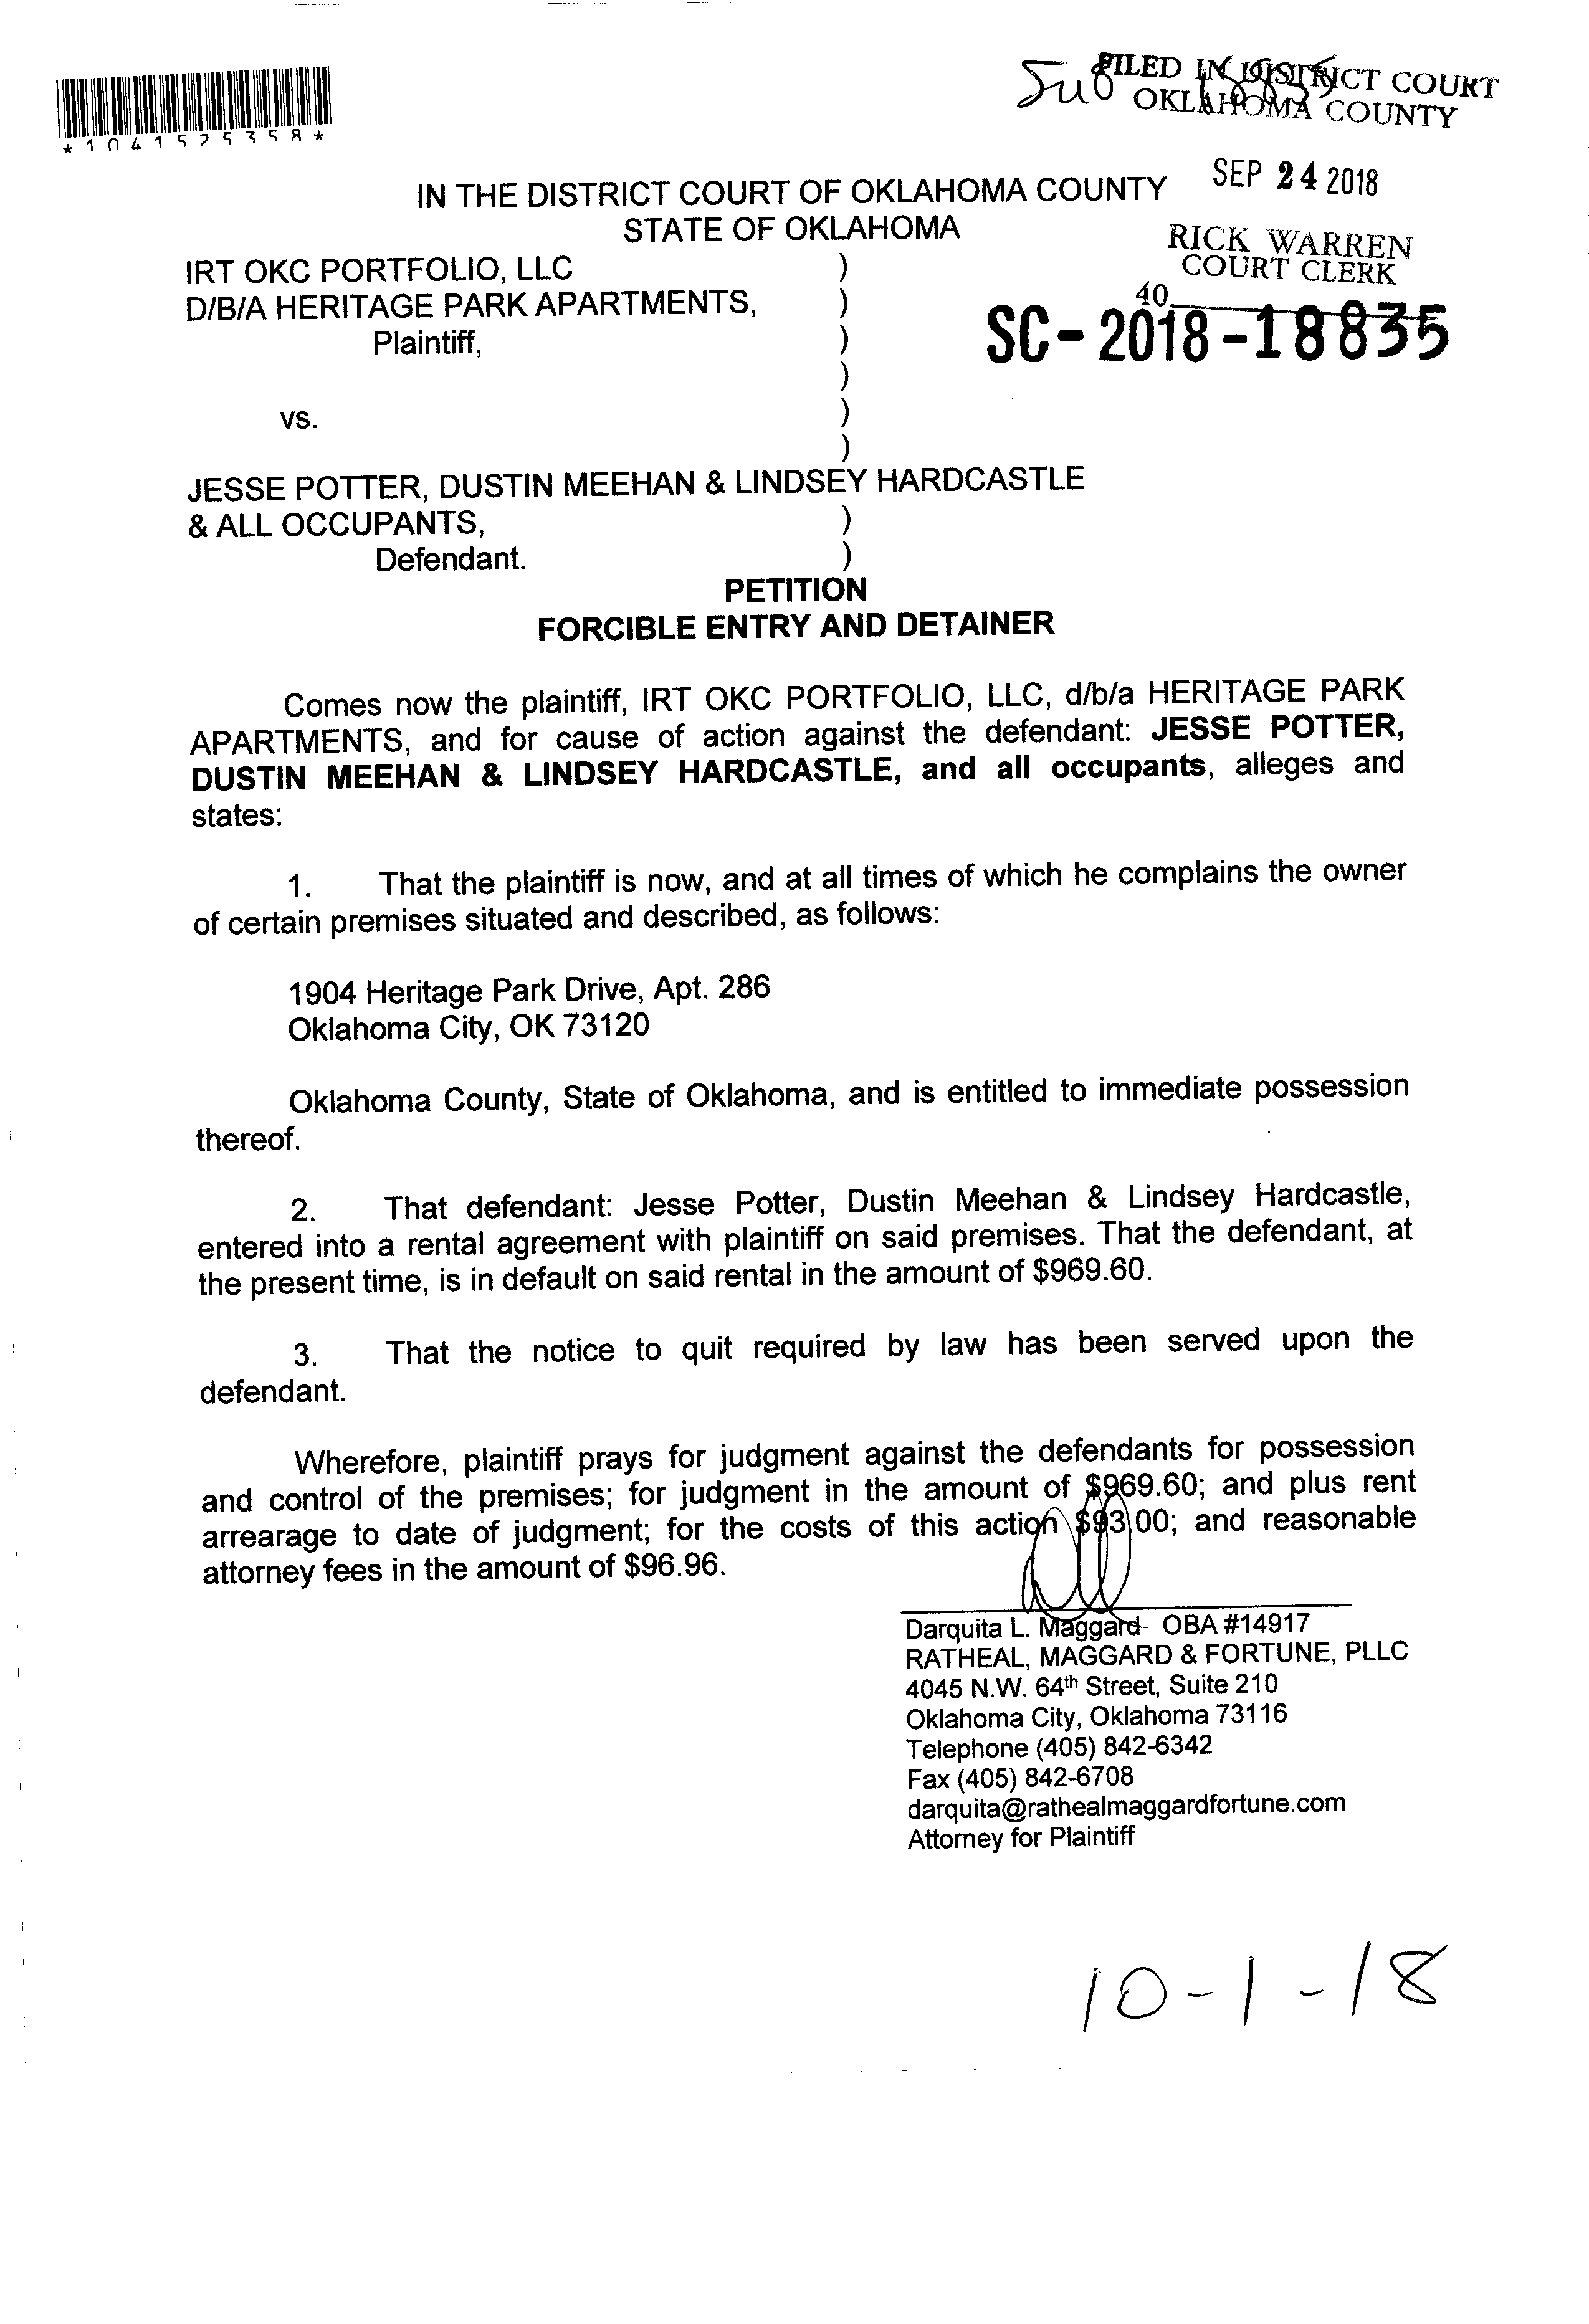 *1041525358*
FILED IN DISTRICT COURT
OKLAHOMA COUNTY
SEP 24 2018
RICK WARREN
COURT CLERK
40
SC-2018-18835
IN THE DISTRICT COURT OF OKLAHOMA COUNTY
STATE OF OKLAHOMA
IRT OKC PORTFOLIO, LLC )
D/B/A HERITAGE PARK APARTMENTS, )
Plaintiff, )
)
vs. )
)
JESSE POTTER, DUSTIN MEEHAN & LINDSEY HARDCASTLE
& ALL OCCUPANTS, )
Defendant. )
PETITION
FORCIBLE ENTRY AND DETAINER
Comes now the plaintiff, IRT OKC PORTFOLIO, LLC, d/b/a HERITAGE PARK
APARTMENTS, and for cause of action against the defendant: JESSE POTTER,
DUSTIN MEEHAN & LINDSEY HARDCASTLE, and all occupants, alleges and
states:
1. That the plaintiff is now, and at all times of which he complains the owner
of certain premises situated and described, as follows:
1904 Heritage Park Drive, Apt. 286
Oklahoma City, OK 73120
Oklahoma County, State of Oklahoma, and is entitled to immediate possession
thereof.
2. That defendant: Jesse Potter, Dustin Meehan & Lindsey Hardcastle,
entered into a rental agreement with plaintiff on said premises. That the defendant, at
the present time, is in default on said rental in the amount of $969.60.
3. That the notice to quit required by law has been served upon the
defendant.
Wherefore, plaintiff prays for judgment against the defendants for possession
and control of the premises; for judgment in the amount of $969.60; and plus rent
arrearage to date of judgment; for the costs of this action $93.00; and reasonable
attorney fees in the amount of $96.96.
Darquita L. Maggard OBA #14917
RATHEAL, MAGGARD & FORTUNE, PLLC
4045 N.W. 64th Street, Suite 210
Oklahoma City, Oklahoma 73116
Telephone (405) 842-6342
Fax (405) 842-6708
darquita@rathealmaggardfortune.com
Attorney for Plaintiff
10-1-18